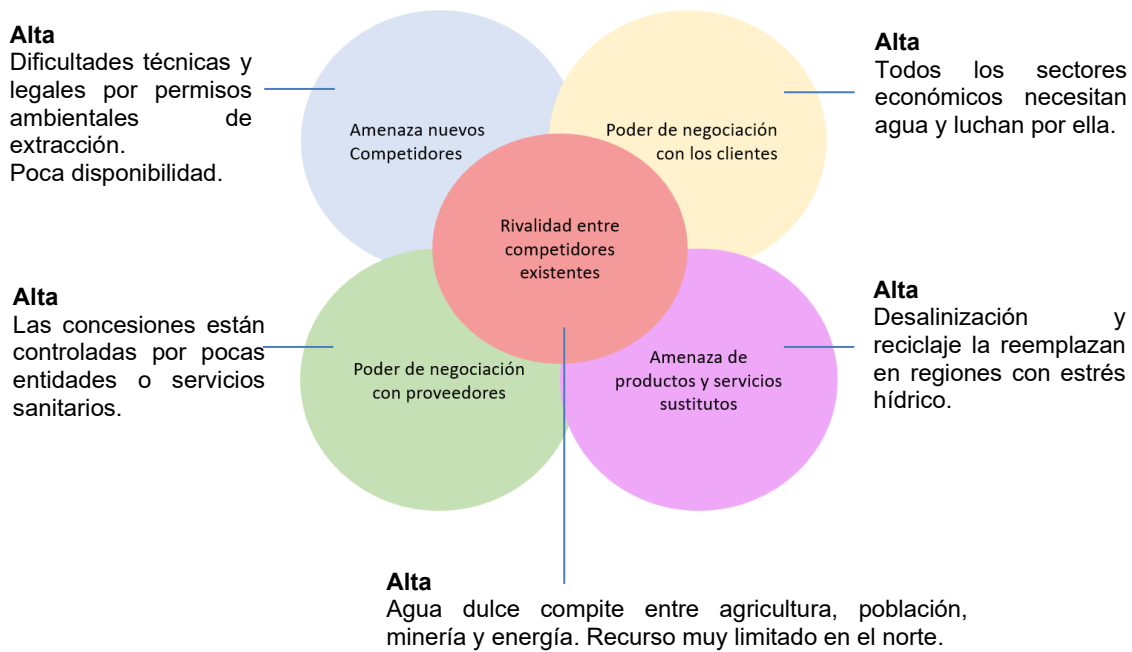 Alta
Dificultades técnicas y
legales por permisos
ambientales de
extracción.
Poca disponibilidad.
Amenaza nuevos
Competidores
Poder de negociación
con los clientes
Alta
Todos los sectores
económicos necesitan
agua y luchan por ella.
Rivalidad entre
competidores
existentes
Alta
Las concesiones están
controladas por pocas
entidades o servicios
sanitarios.
Poder de negociación
con proveedores
Amenaza de
productos y servicios
sustitutos
Alta
Desalinización y
reciclaje la reemplazan
en regiones con estrés
hídrico.
Alta
Agua dulce compite entre agricultura, población,
minería y energía. Recurso muy limitado en el norte.